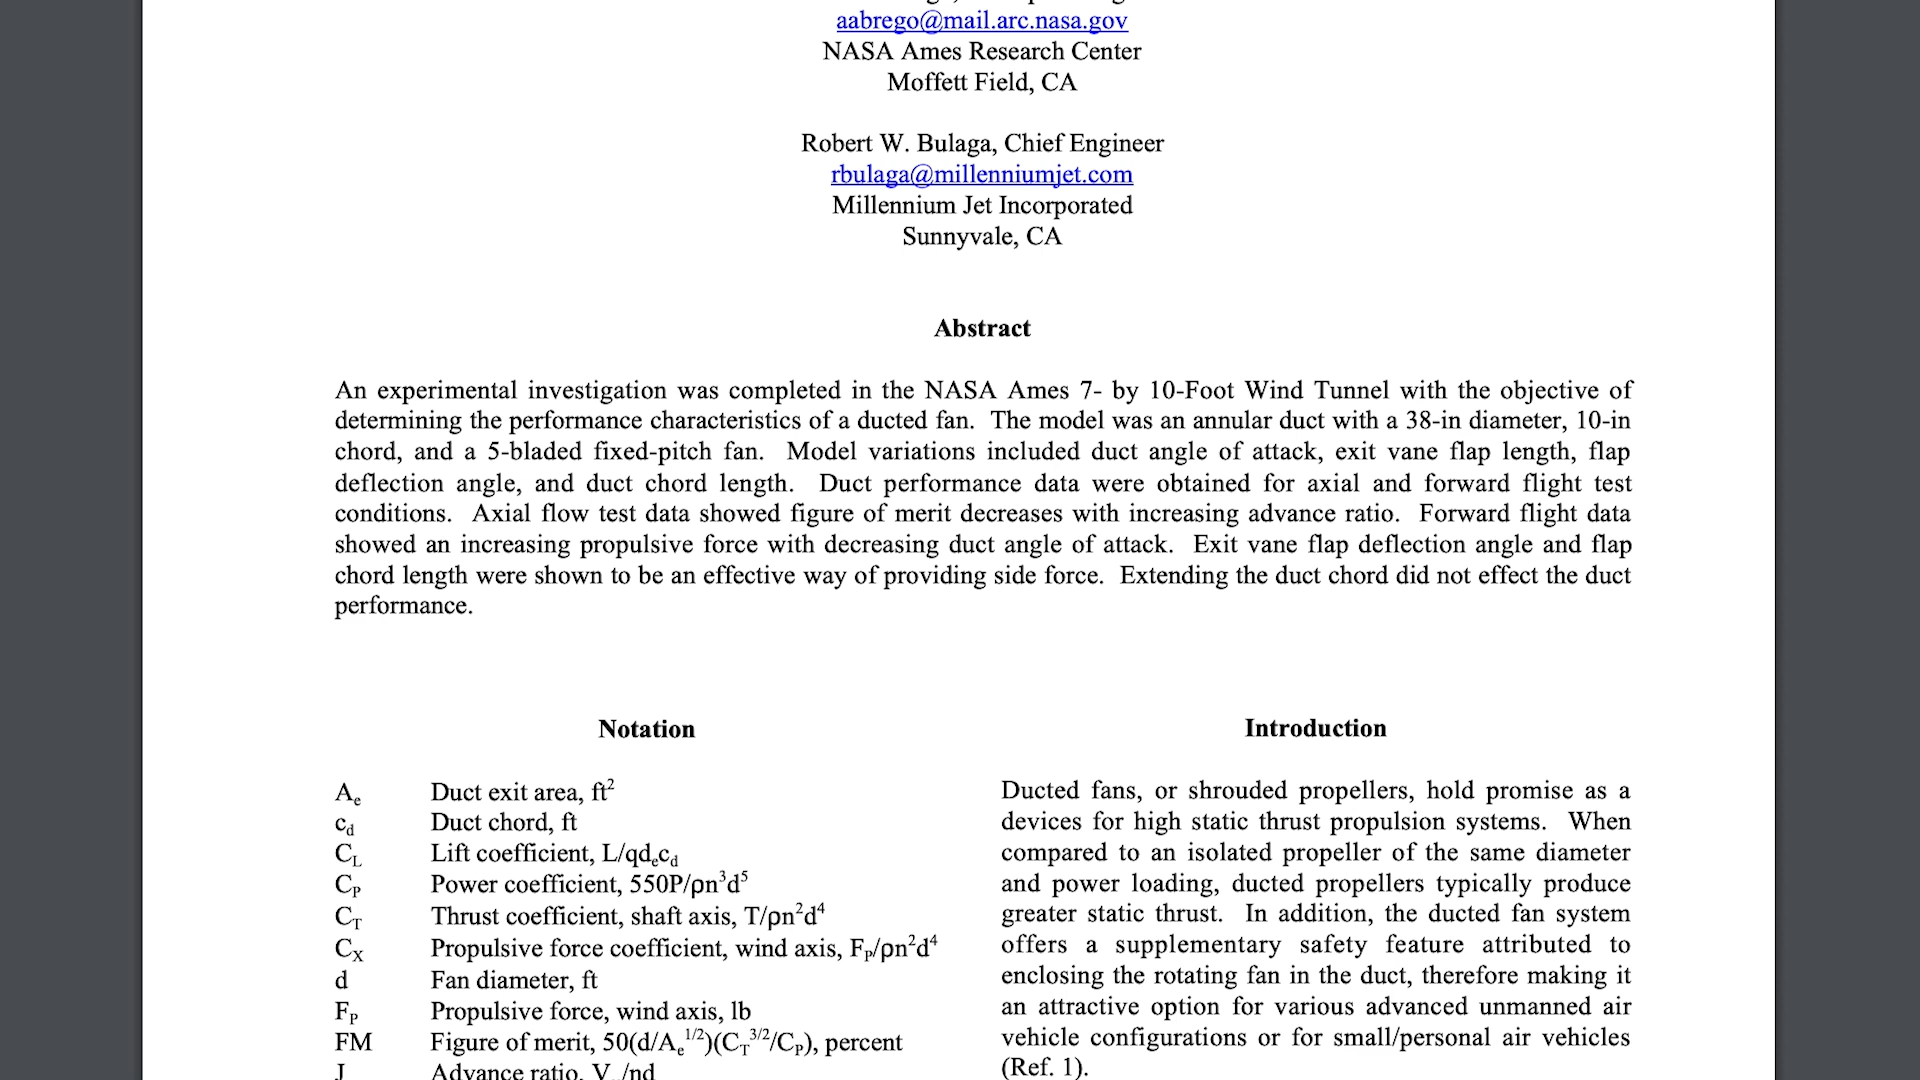 aabrego@mail.arc.nasa.gov
NASA Ames Research Center
Moffett Field, CA
Robert W. Bulaga, Chief Engineer
rbulaga@millenniumjet.com
Millennium Jet Incorporated
Sunnyvale, CA
Abstract
An experimental investigation was completed in the NASA Ames 7- by 10-Foot Wind Tunnel with the objective of
determining the performance characteristics of a ducted fan. The model was an annular duct with a 38-in diameter, 10-in
chord, and a 5-bladed fixed-pitch fan. Model variations included duct angle of attack, exit vane flap length, flap
deflection angle, and duct chord length. Duct performance data were obtained for axial and forward flight test
conditions. Axial flow test data showed figure of merit decreases with increasing advance ratio. Forward flight data
showed an increasing propulsive force with decreasing duct angle of attack. Exit vane flap deflection angle and flap
chord length were shown to be an effective way of providing side force. Extending the duct chord did not effect the duct
performance.
Notation
A_e Duct exit area, ft²
c_d Duct chord, ft
C_L Lift coefficient, L/qd_ec_d
C_P Power coefficient, 550P/ρn³d⁵
C_T Thrust coefficient, shaft axis, T/ρn²d⁴
C_X Propulsive force coefficient, wind axis, F_P/ρn²d⁴
d Fan diameter, ft
F_P Propulsive force, wind axis, lb
FM Figure of merit, 50(d/A_e^1/2)(C_T^3/2/C_P), percent
J Advance ratio, V /nd
Introduction
Ducted fans, or shrouded propellers, hold promise as a
devices for high static thrust propulsion systems. When
compared to an isolated propeller of the same diameter
and power loading, ducted propellers typically produce
greater static thrust. In addition, the ducted fan system
offers a supplementary safety feature attributed to
enclosing the rotating fan in the duct, therefore making it
an attractive option for various advanced unmanned air
vehicle configurations or for small/personal air vehicles
(Ref. 1).